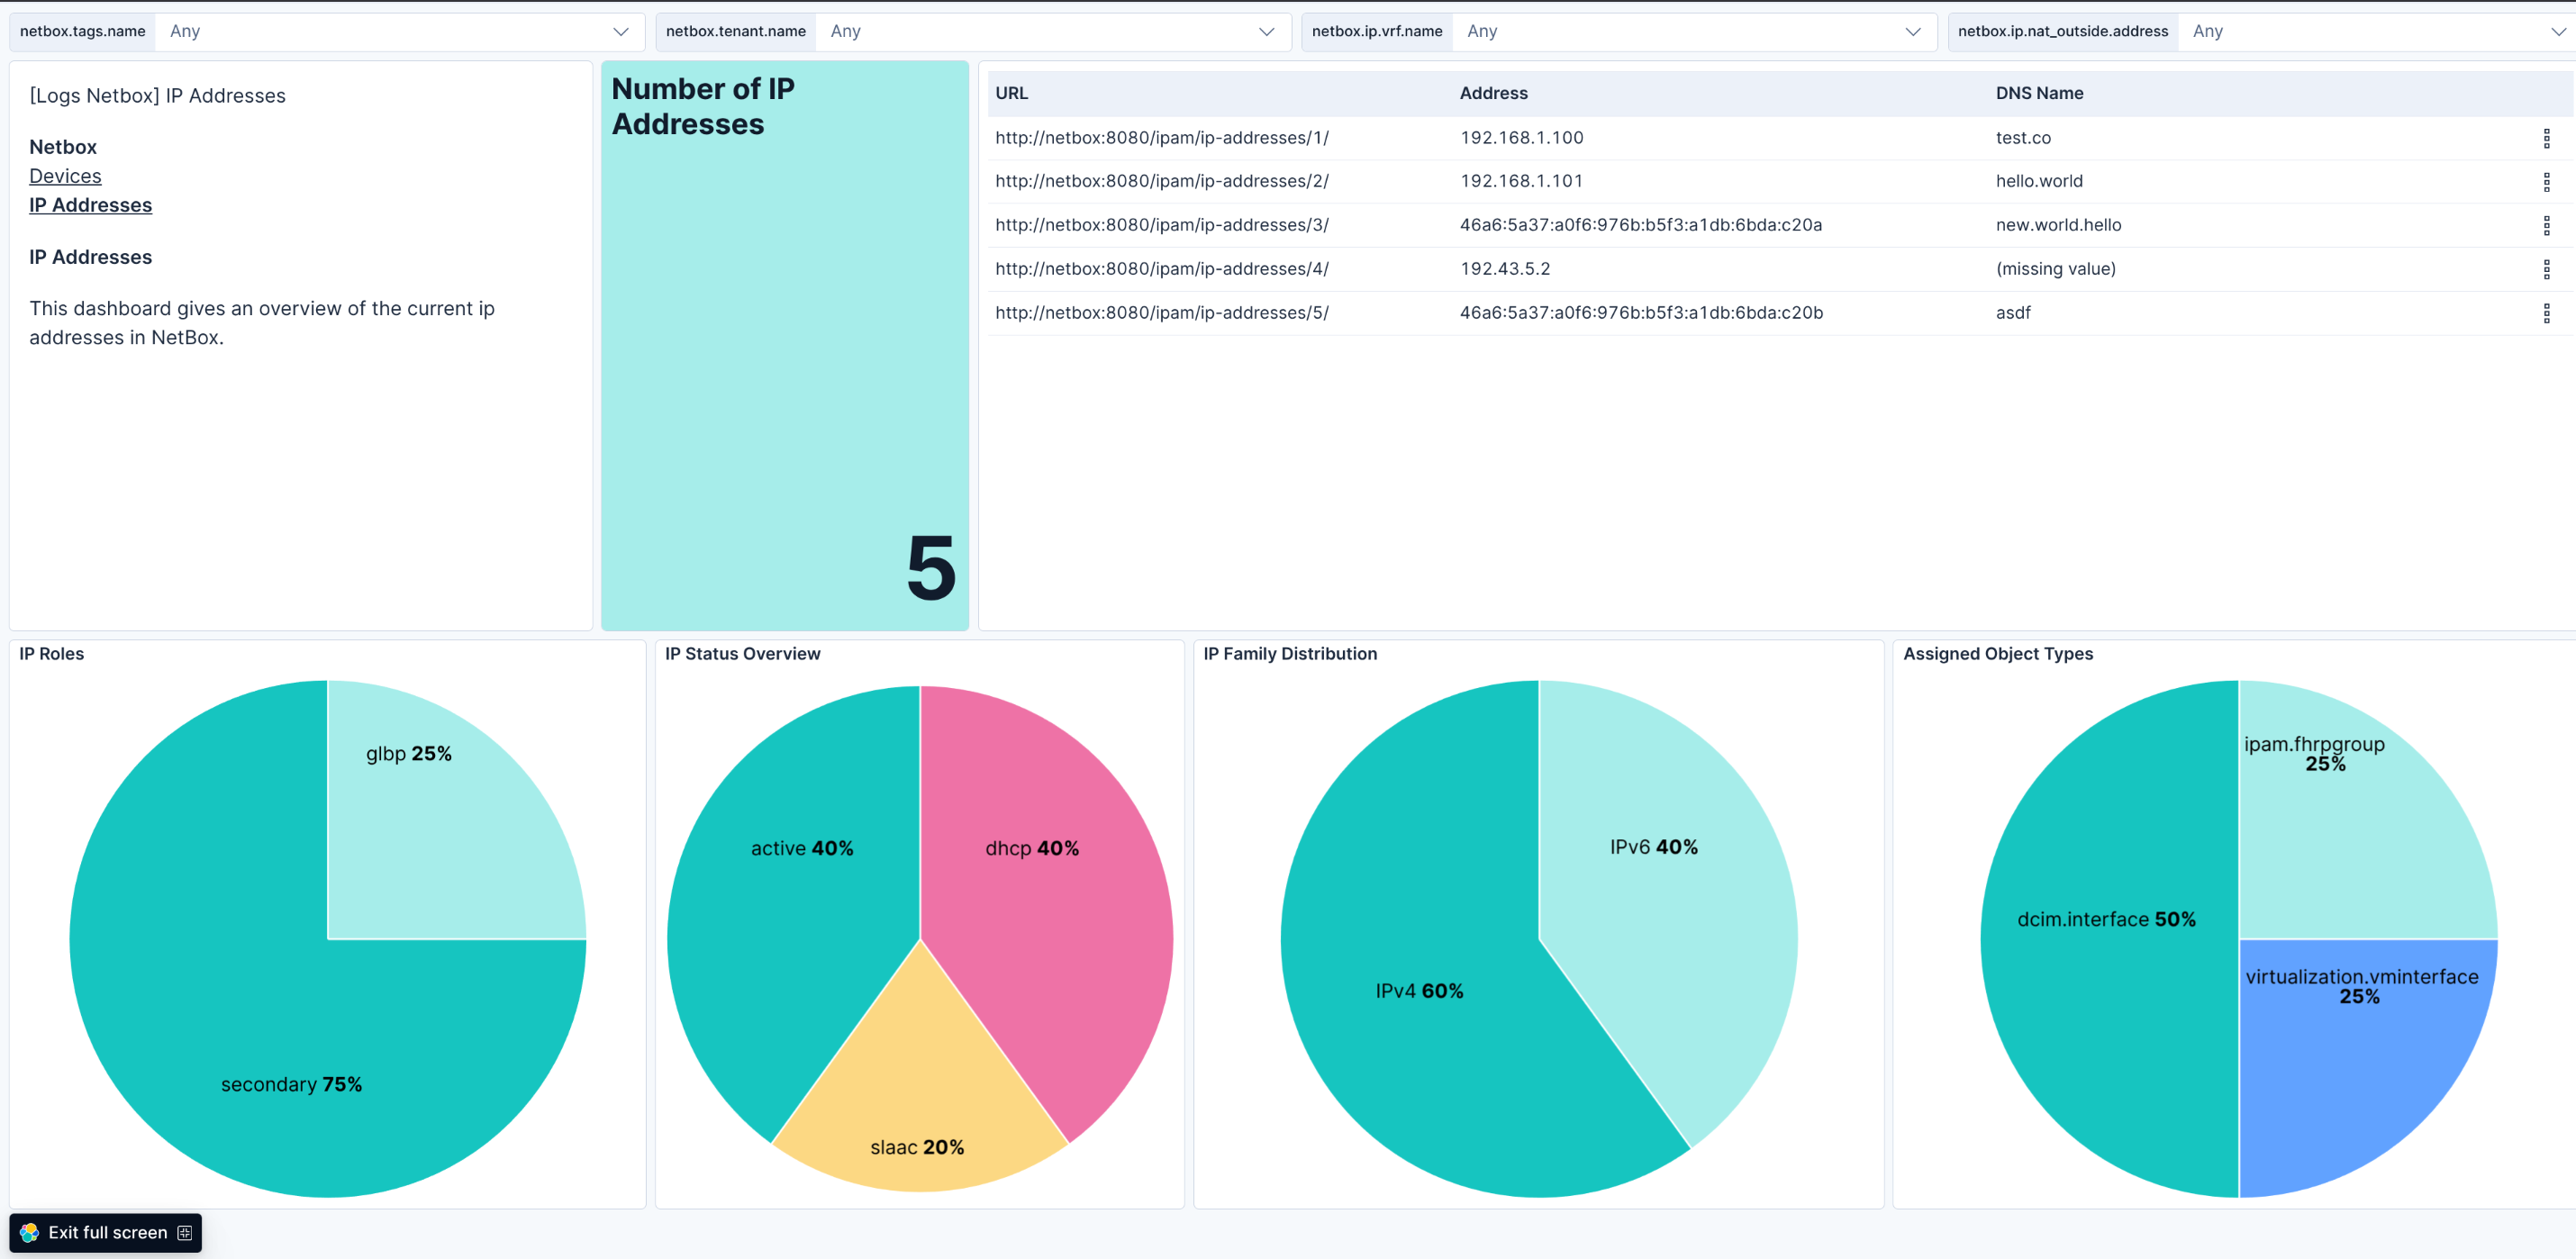 netbox.tags.name Any
netbox.tenant.name Any
netbox.ip.vrf.name Any
netbox.ip.nat_outside.address Any
[Logs Netbox] IP Addresses
Netbox
Devices
IP Addresses
IP Addresses
This dashboard gives an overview of the current ip
addresses in NetBox.
Number of IP
Addresses
5
URL Address DNS Name
http://netbox:8080/ipam/ip-addresses/1/ 192.168.1.100 test.co
http://netbox:8080/ipam/ip-addresses/2/ 192.168.1.101 hello.world
http://netbox:8080/ipam/ip-addresses/3/ 46a6:5a37:a0f6:976b:b5f3:a1db:6bda:c20a new.world.hello
http://netbox:8080/ipam/ip-addresses/4/ 192.43.5.2 (missing value)
http://netbox:8080/ipam/ip-addresses/5/ 46a6:5a37:a0f6:976b:b5f3:a1db:6bda:c20b asdf
IP Roles
glbp 25%
secondary 75%
IP Status Overview
active 40%
dhcp 40%
slaac 20%
IP Family Distribution
IPv6 40%
IPv4 60%
Assigned Object Types
ipam.fhrpgroup
25%
dcim.interface 50%
virtualization.vminterface
25%
Exit full screen